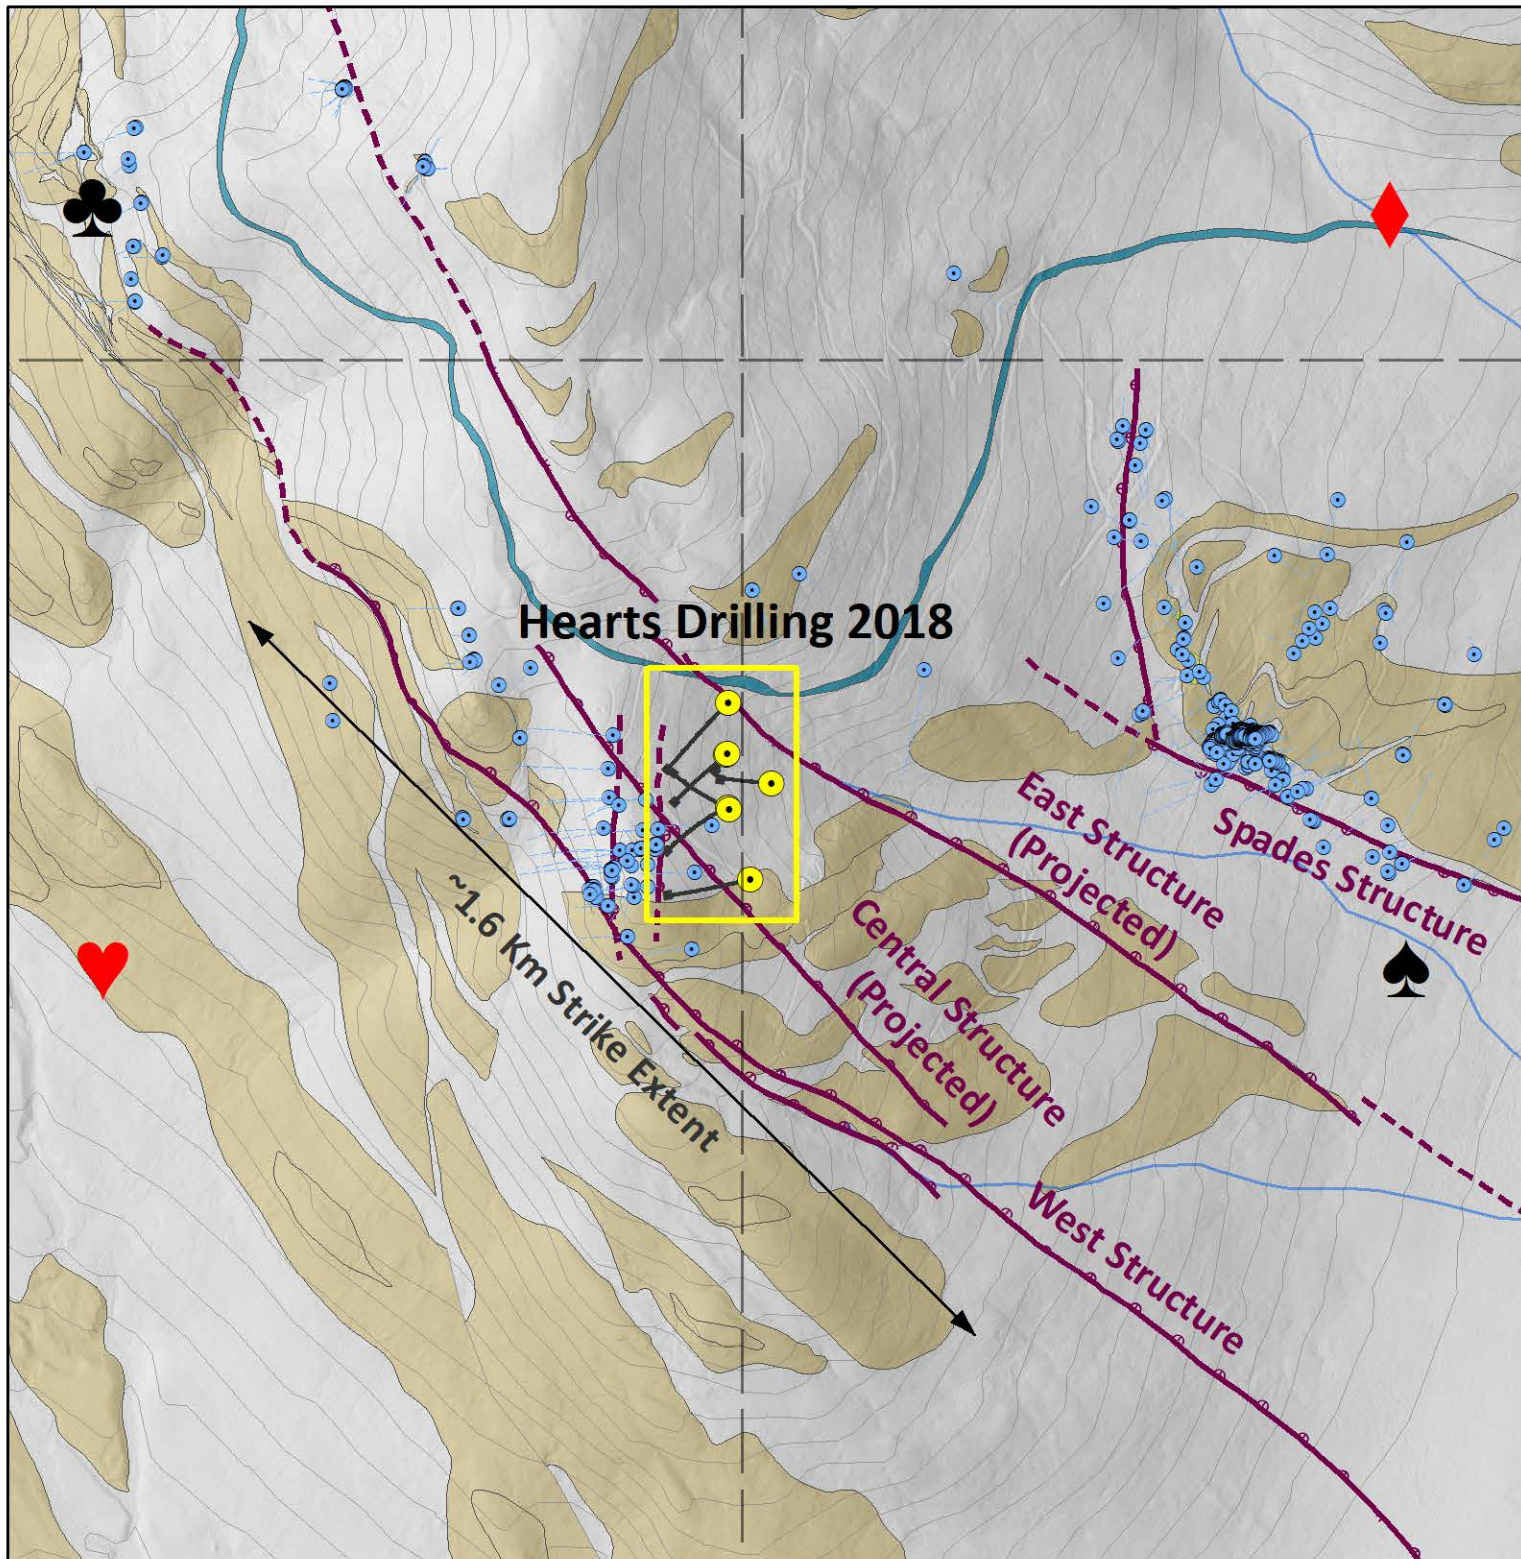 Hearts Drilling 2018
East Structure
(Projected)
Spades Structure
Central Structure
(Projected)
~1.6 Km Strike Extent
West Structure